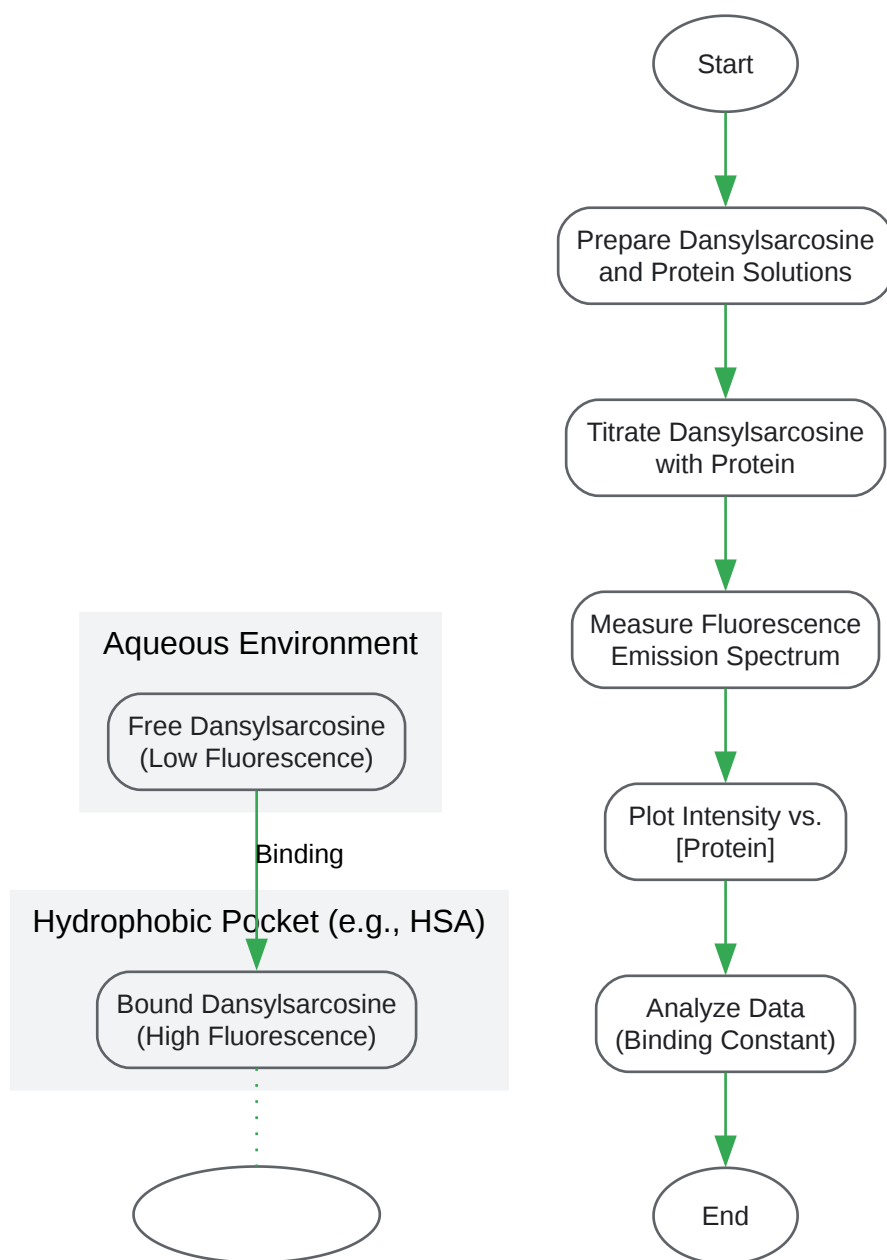 Start
Prepare Dansylsarcosine
and Protein Solutions
Titrate Dansylsarcosine
with Protein
Measure Fluorescence
Emission Spectrum
Plot Intensity vs.
[Protein]
Analyze Data
(Binding Constant)
End
Aqueous Environment
Free Dansylsarcosine
(Low Fluorescence)
Binding
Hydrophobic Pocket (e.g., HSA)
Bound Dansylsarcosine
(High Fluorescence)